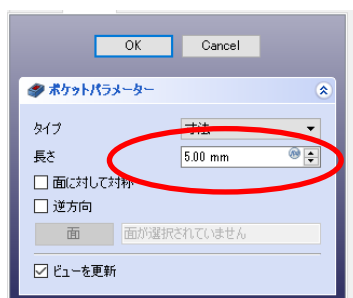 OK Cancel
ポケットパラメーター
タイプ 寸法
長さ 5.00 mm
面に対して対称
逆方向
面 面が選択されていません
ビューを更新